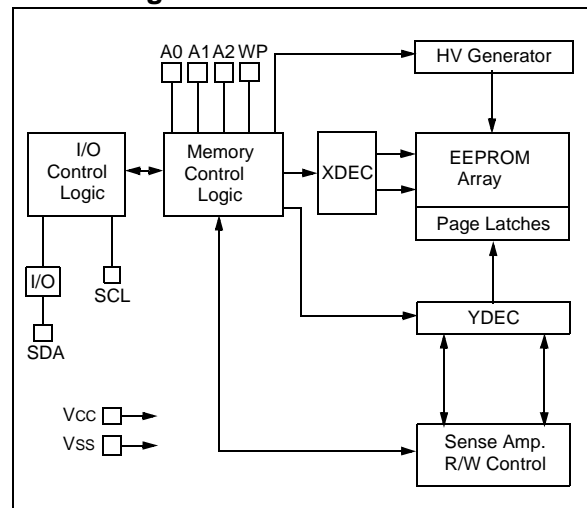 A0 A1 A2 WP
HV Generator
I/O
Control
Logic
Memory
Control
Logic
XDEC
EEPROM
Array
Page Latches
I/O
SCL
SDA
YDEC
VCC
VSS
Sense Amp.
R/W Control